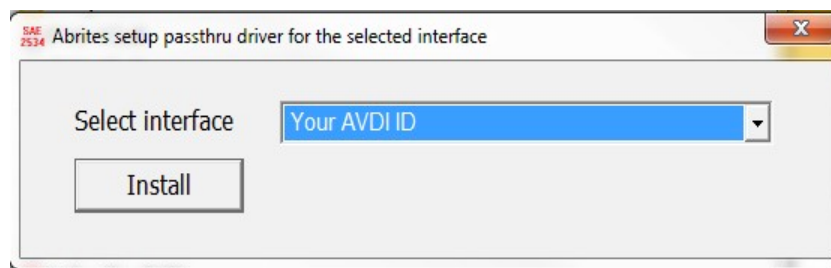 SAE
2534
Abrites setup passthru driver for the selected interface
Select interface
Your AVDI ID
Install